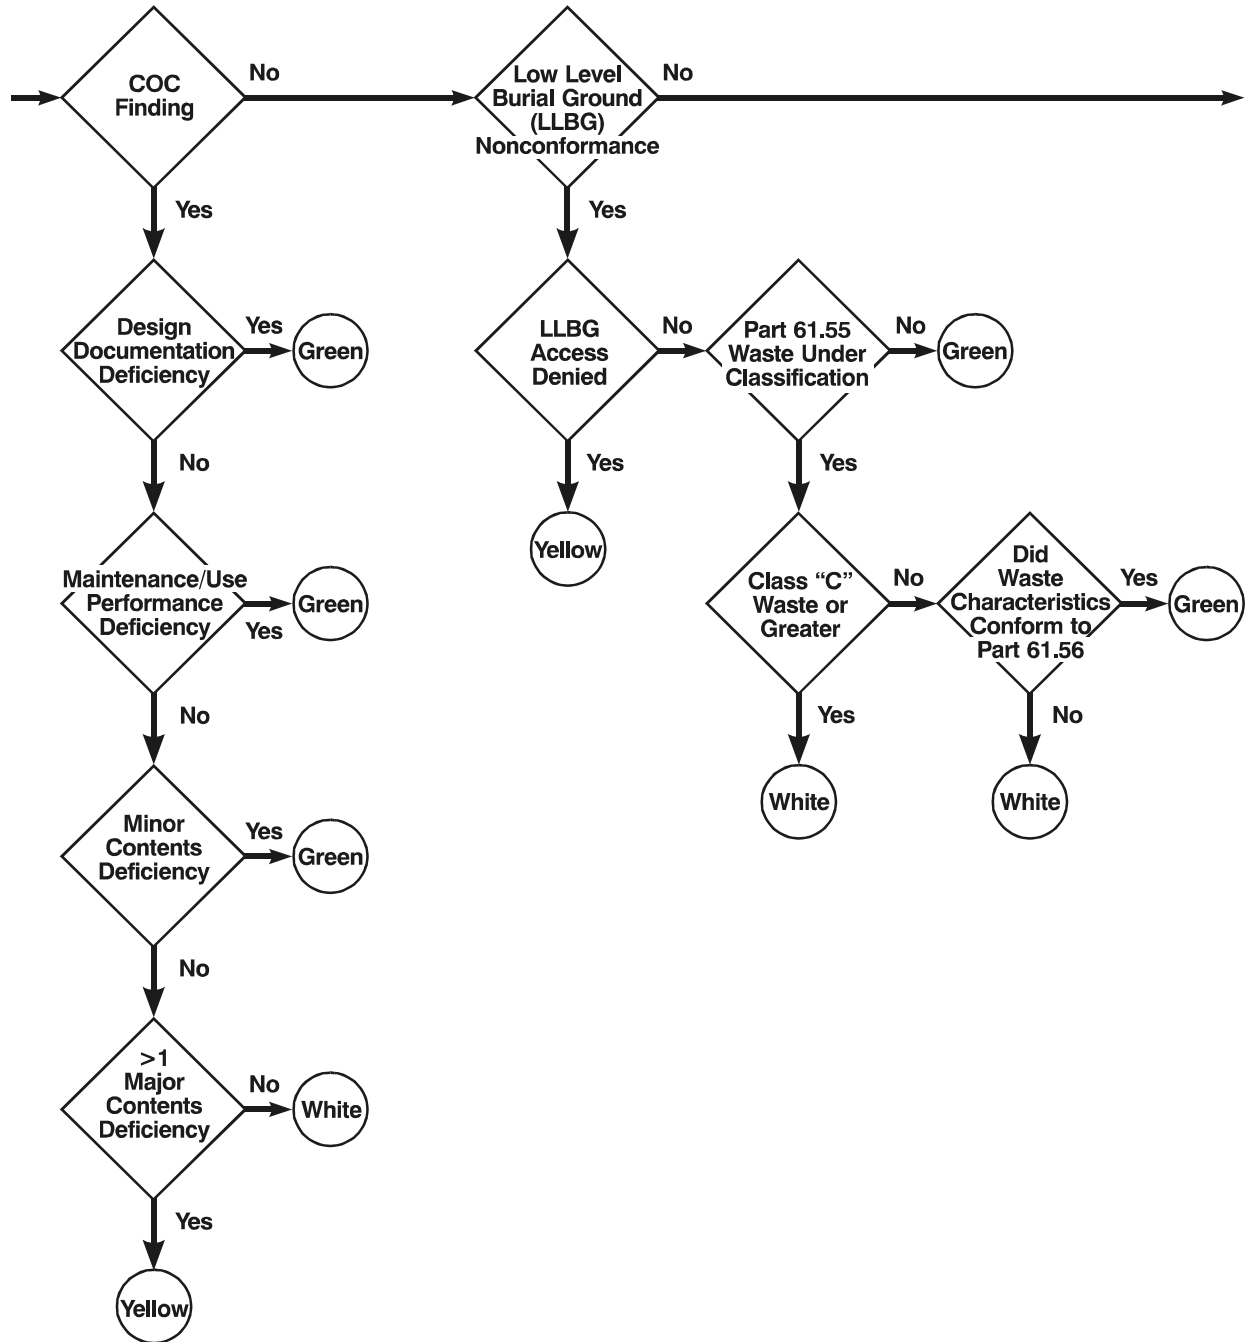 COC
Finding
No
Low Level
Burial Ground
(LLBG)
Nonconformance
No
Yes
Yes
Design
Documentation
Deficiency
Yes
Green
LLBG
Access
Denied
No
Part 61.55
Waste Under
Classification
No
Green
No
Yes
Yes
Maintenance/Use
Performance
Deficiency
Yes
Green
Yellow
Class “C”
Waste or
Greater
No
Did
Waste
Characteristics
Conform to
Part 61.56
Yes
Green
No
Yes
No
Minor
Contents
Deficiency
Yes
Green
White
White
No
>1
Major
Contents
Deficiency
No
White
Yes
Yellow